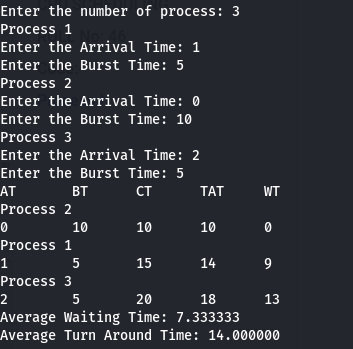 Enter the number of process: 3
Process 1
Enter the Arrival Time: 1
Enter the Burst Time: 5
Process 2
Enter the Arrival Time: 0
Enter the Burst Time: 10
Process 3
Enter the Arrival Time: 2
Enter the Burst Time: 5
AT BT CT TAT WT
Process 2
0 10 10 10 0
Process 1
1 5 15 14 9
Process 3
2 5 20 18 13
Average Waiting Time: 7.333333
Average Turn Around Time: 14.000000